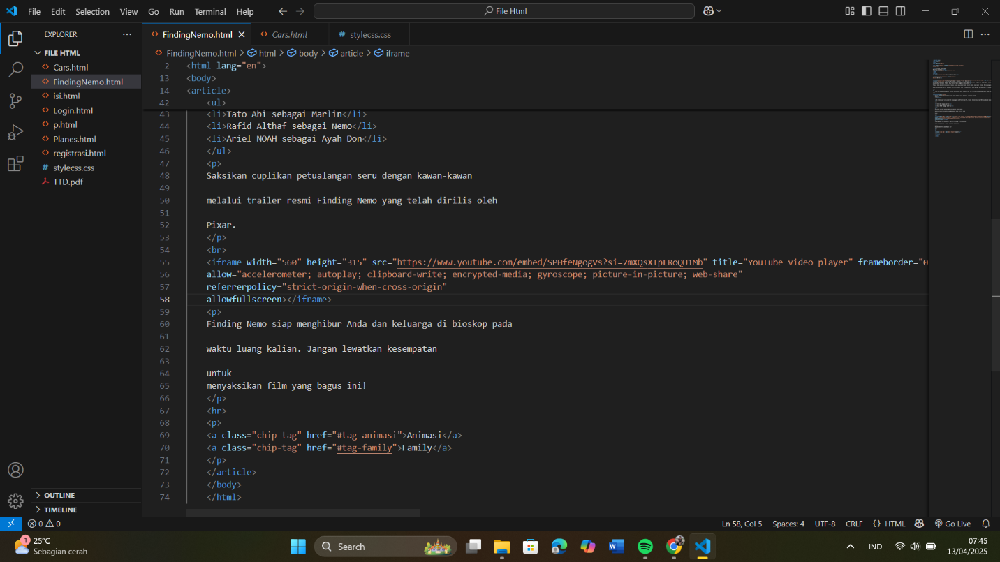 File Edit Selection View Go Run Terminal Help
File Html
EXPLORER
FILE HTML
Cars.html
FindingNemo.html
isi.html
Login.html
p.html
Planes.html
registrasi.html
stylecss.css
TTD.pdf
OUTLINE
TIMELINE
FindingNemo.html
Cars.html
stylecss.css
FindingNemo.html > html > body > article > iframe
2 <html lang="en">
13 <body>
14 <article>
42 <ul>
43 <li>Tato Abi sebagai Marlin</li>
44 <li>Rafid Althaf sebagai Nemo</li>
45 <li>Ariel NOAH sebagai Ayah Don</li>
46 </ul>
47 <p>
48 Saksikan cuplikan petualangan seru dengan kawan-kawan
49
50 melalui trailer resmi Finding Nemo yang telah dirilis oleh
51
52 Pixar.
53 </p>
54 <br>
55 <iframe width="560" height="315" src="https://www.youtube.com/embed/SPHfeNgogVs?si=2mXQsXTpLRoQU1Mb" title="YouTube video player" frameborder="0
56 allow="accelerometer; autoplay; clipboard-write; encrypted-media; gyroscope; picture-in-picture; web-share"
57 referrerpolicy="strict-origin-when-cross-origin"
58 allowfullscreen></iframe>
59 <p>
60 Finding Nemo siap menghibur Anda dan keluarga di bioskop pada
61
62 waktu luang kalian. Jangan lewatkan kesempatan
63
64 untuk
65 menyaksikan film yang bagus ini!
66 </p>
67 <hr>
68 <p>
69 <a class="chip-tag" href="#tag-animasi">Animasi</a>
70 <a class="chip-tag" href="#tag-family">Family</a>
71 </p>
72 </article>
73 </body>
74 </html>
0 0
Ln 58, Col 5 Spaces: 4 UTF-8 CRLF {} HTML Go Live
1
25°C
Sebagian cerah
Search
IND
07:45
13/04/2025